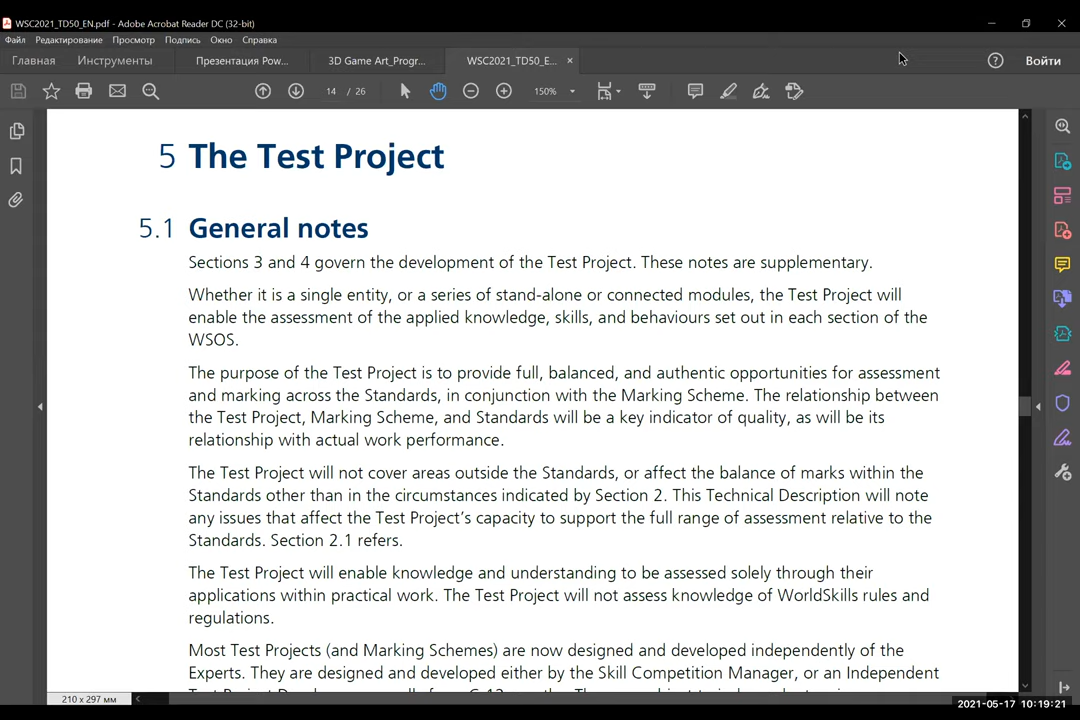 WSC2021_TD50_EN.pdf - Adobe Acrobat Reader DC (32-bit)
Файл Редактирование Просмотр Подпись Окно Справка
Главная Инструменты Презентация Pow... 3D Game Art_Progr... WSC2021_TD50_E... × Войти
14 / 26 150%
5 The Test Project
5.1 General notes
Sections 3 and 4 govern the development of the Test Project. These notes are supplementary.
Whether it is a single entity, or a series of stand-alone or connected modules, the Test Project will
enable the assessment of the applied knowledge, skills, and behaviours set out in each section of the
WSOS.
The purpose of the Test Project is to provide full, balanced, and authentic opportunities for assessment
and marking across the Standards, in conjunction with the Marking Scheme. The relationship between
the Test Project, Marking Scheme, and Standards will be a key indicator of quality, as will be its
relationship with actual work performance.
The Test Project will not cover areas outside the Standards, or affect the balance of marks within the
Standards other than in the circumstances indicated by Section 2. This Technical Description will note
any issues that affect the Test Project’s capacity to support the full range of assessment relative to the
Standards. Section 2.1 refers.
The Test Project will enable knowledge and understanding to be assessed solely through their
applications within practical work. The Test Project will not assess knowledge of WorldSkills rules and
regulations.
Most Test Projects (and Marking Schemes) are now designed and developed independently of the
Experts. They are designed and developed either by the Skill Competition Manager, or an Independent
210 x 297 мм
2021-05-17 10:19:21